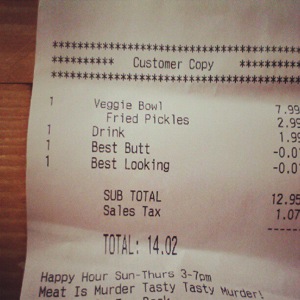 ********************************
********** Customer Copy **********
********************************
1 Veggie Bowl 7.99
Fried Pickles 2.99
1 Drink 1.99
1 Best Butt -0.01
1 Best Looking -0.01
SUB TOTAL 12.95
Sales Tax 1.07
TOTAL: 14.02
Happy Hour Sun-Thurs 3-7pm
Meat Is Murder Tasty Tasty Murder!